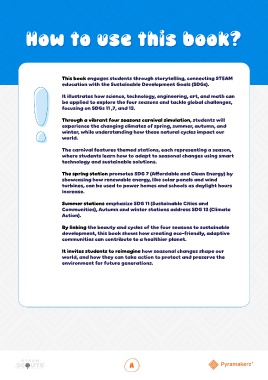 How to use this book?
This book engages students through storytelling, connecting STEAM
education with the Sustainable Development Goals (SDGs).
It illustrates how science, technology, engineering, art, and math can
be applied to explore the four seasons and tackle global challenges,
focusing on SDGs 11, 7, and 13.
Through a vibrant four seasons carnival simulation, students will
experience the changing climates of spring, summer, autumn, and
winter, while understanding how these natural cycles impact our
world.
The carnival features themed stations, each representing a season,
where students learn how to adapt to seasonal changes using smart
technology and sustainable solutions.
The spring station promotes SDG 7 (Affordable and Clean Energy) by
showcasing how renewable energy, like solar panels and wind
turbines, can be used to power homes and schools as daylight hours
increase.
Summer stations emphasize SDG 11 (Sustainable Cities and
Communities), Autumn and winter stations address SDG 13 (Climate
Action).
By linking the beauty and cycles of the four seasons to sustainable
development, this book shows how creating eco-friendly, adaptive
communities can contribute to a healthier planet.
It invites students to reimagine how seasonal changes shape our
world, and how they can take action to protect and preserve the
environment for future generations.
A
Pyramakerz